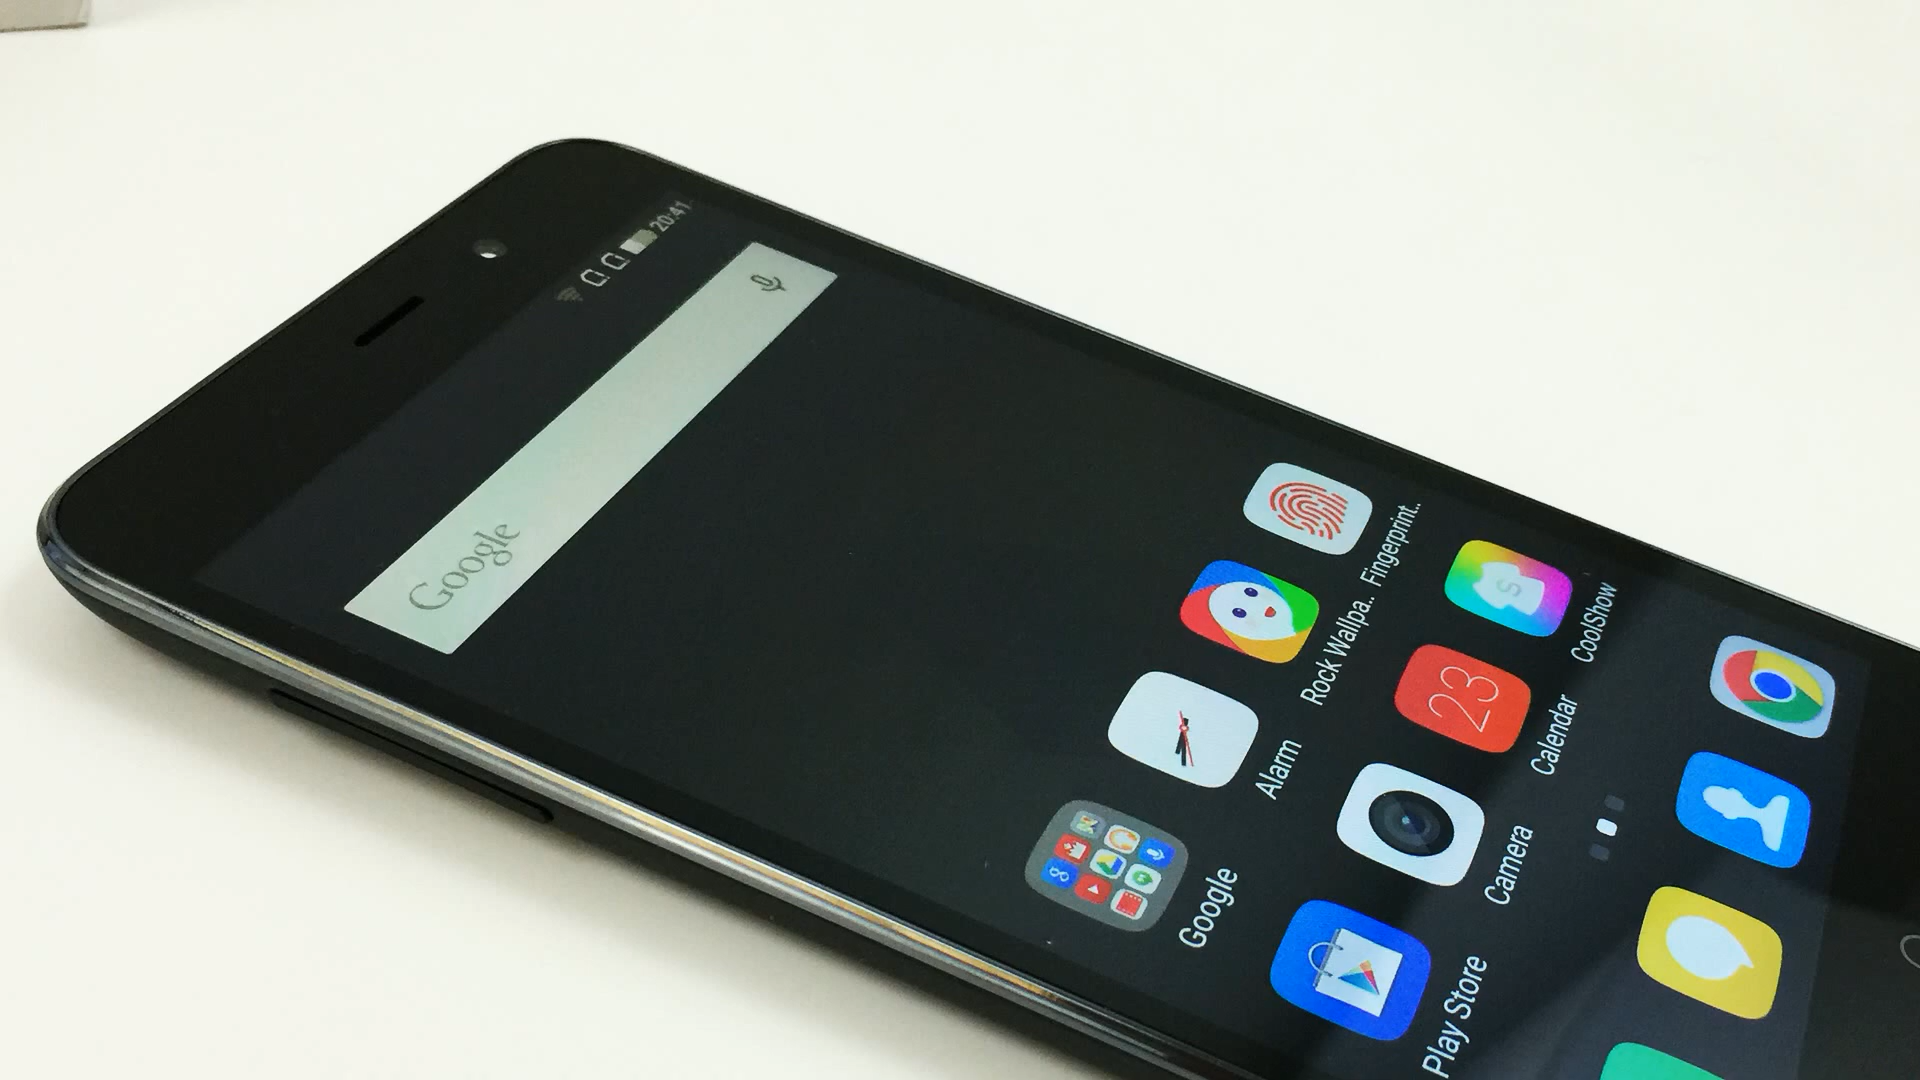 20:41
Google
Google
Alarm
Rock Wallpa..
Fingerprint..
Play Store
Camera
23
Calendar
S
CoolShow